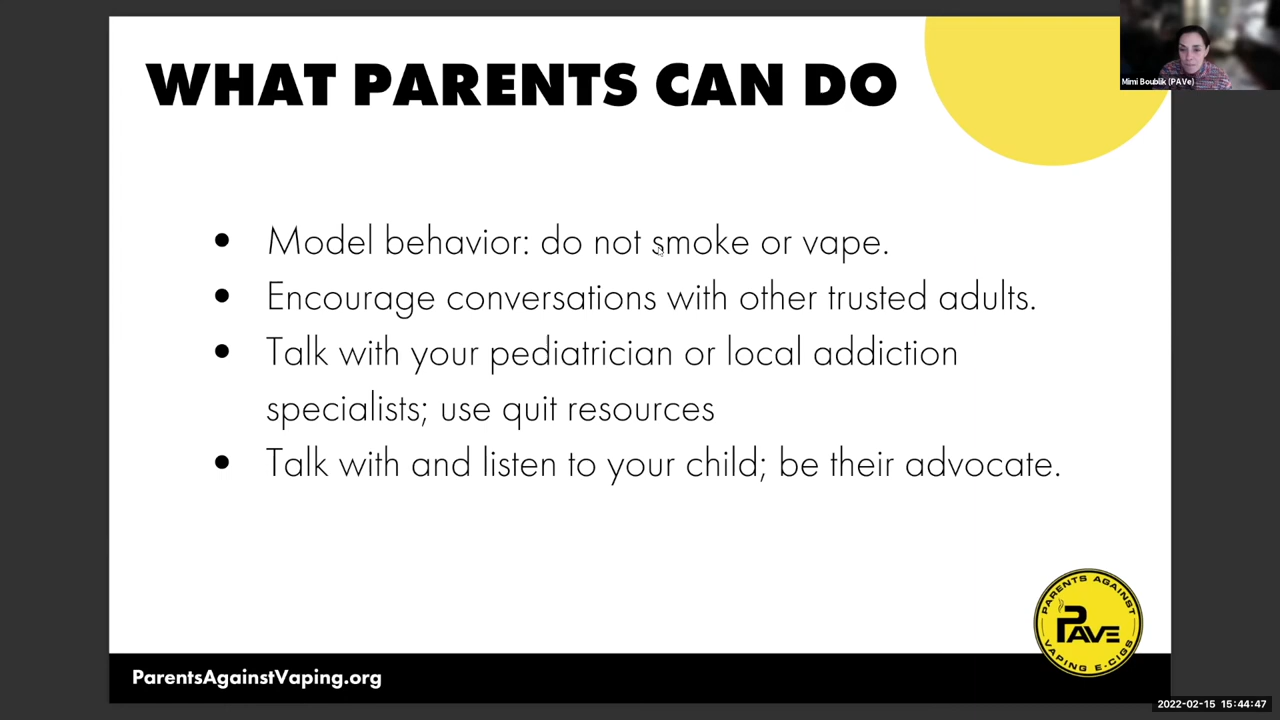 WHAT PARENTS CAN DO
Mimi Boublik (PAVe)
• Model behavior: do not smoke or vape.
• Encourage conversations with other trusted adults.
• Talk with your pediatrician or local addiction
specialists; use quit resources
• Talk with and listen to your child; be their advocate.
PARENTS AGAINST
PAVE
VAPING E-CIGS
ParentsAgainstVaping.org
2022-02-15 15:44:47